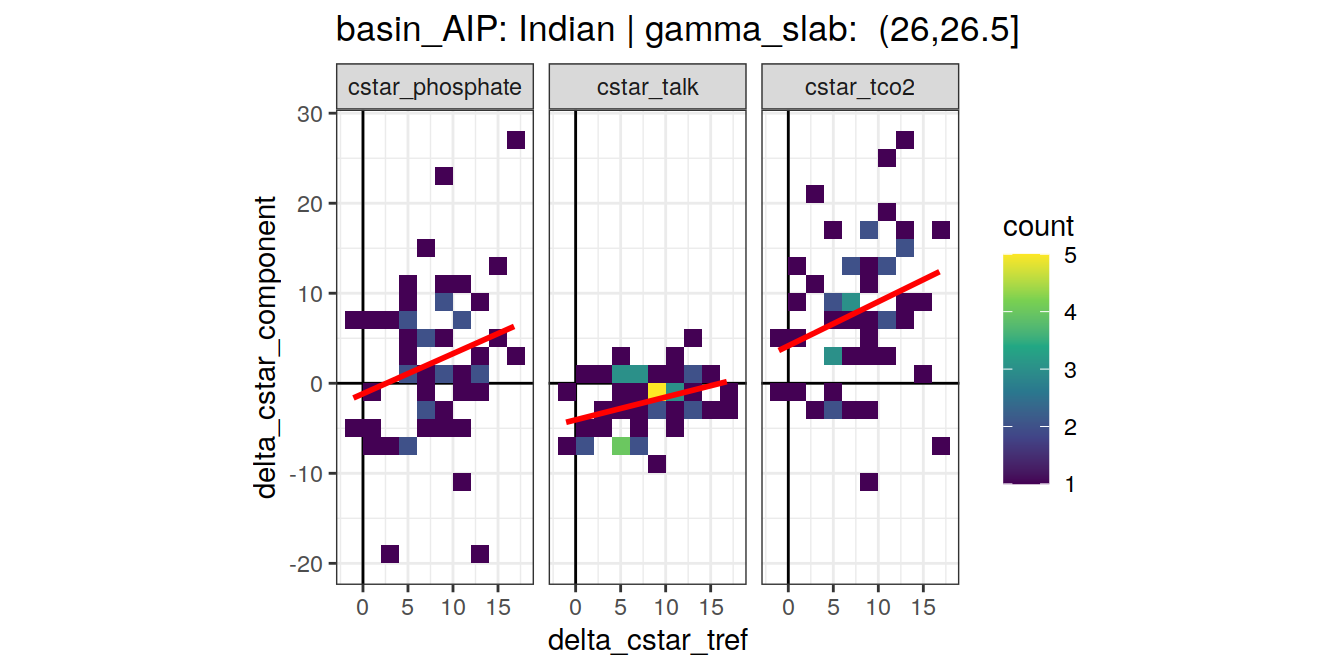 basin_AIP: Indian | gamma_slab:  (26,26.5]
cstar_phosphate
cstar_talk
cstar_tco2
30
20
10
0
-10
-20
delta_cstar_component
0 5 10 15
0 5 10 15
0 5 10 15
delta_cstar_tref
count
5
4
3
2
1